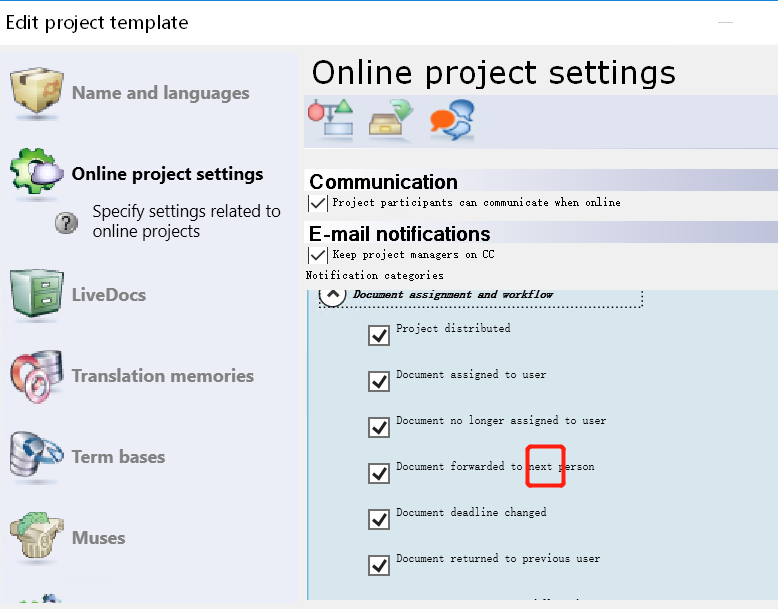 Edit project template
Name and languages
Online project settings
Specify settings related to
online projects
LiveDocs
Translation memories
Term bases
Muses
Online project settings
Communication
Project participants can communicate when online
E-mail notifications
Keep project managers on CC
Notification categories
Document assignment and workflow
Project distributed
Document assigned to user
Document no longer assigned to user
Document forwarded to next person
Document deadline changed
Document returned to previous user